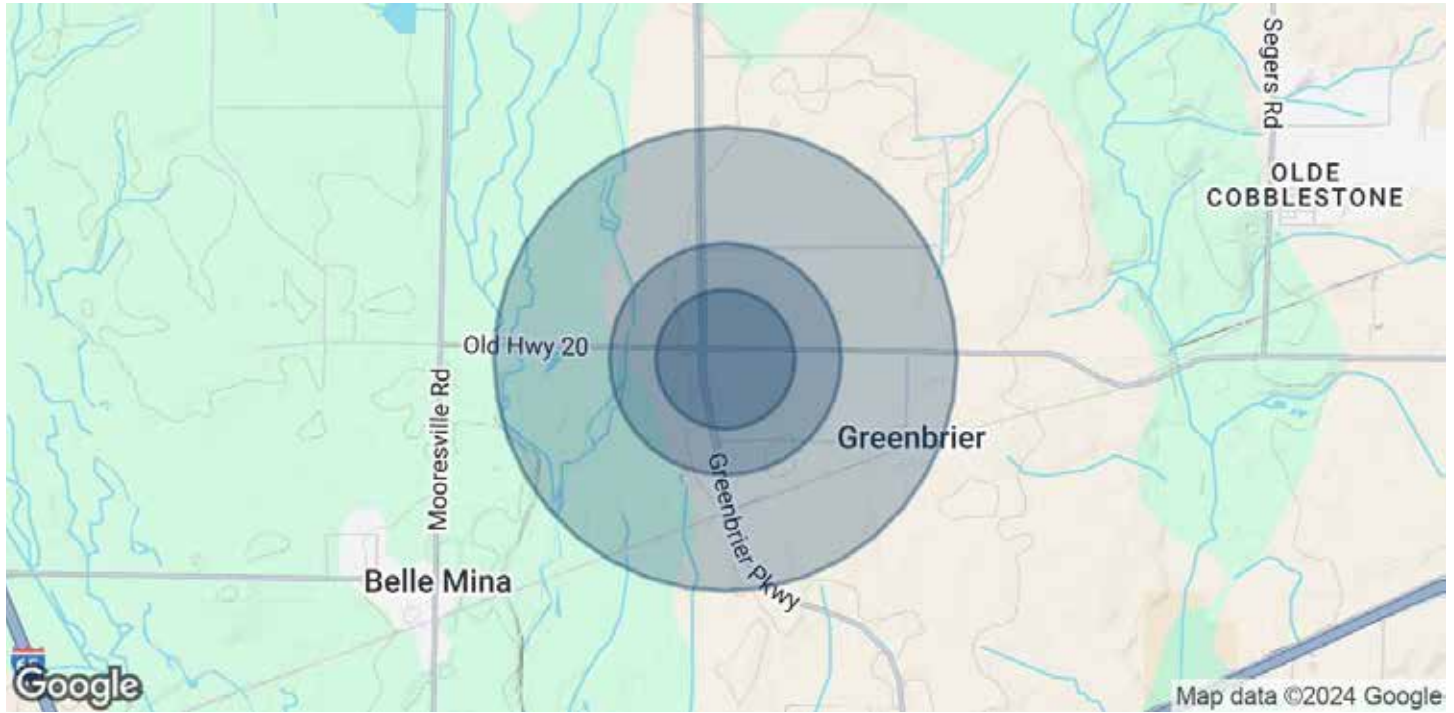 Segers Rd
OLDE
COBBLESTONE
Old Hwy 20
Mooresville Rd
Greenbrier
Greenbrier Pkwy
Belle Mina
Google
Map data ©2024 Google